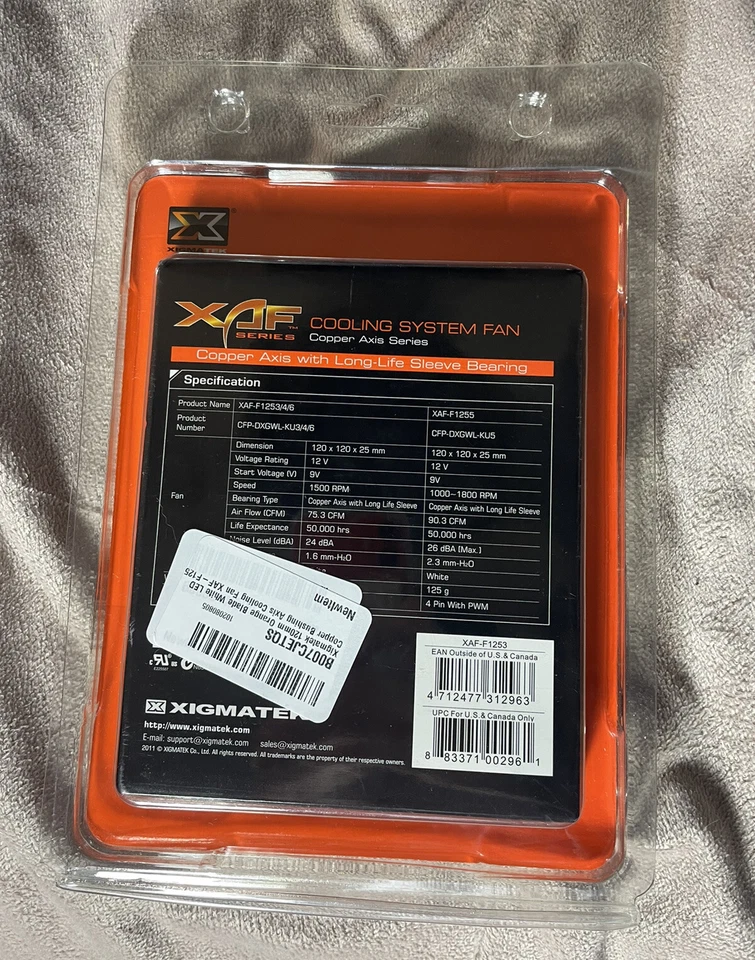 XIGMATEK
XAF™
SERIES
COOLING SYSTEM FAN
Copper Axis Series
Copper Axis with Long-Life Sleeve Bearing
Specification
Product Name XAF-F1253/4/6 XAF-F1255
Product Number CFP-DXGWL-KU3/4/6 CFP-DXGWL-KU5
Fan
Dimension 120 x 120 x 25 mm 120 x 120 x 25 mm
Voltage Rating 12 V 12 V
Start Voltage (V) 9V 9V
Speed 1500 RPM 1000~1800 RPM
Bearing Type Copper Axis with Long Life Sleeve Copper Axis with Long Life Sleeve
Air Flow (CFM) 75.3 CFM 90.3 CFM
Life Expectance 50,000 hrs 50,000 hrs
Noise Level (dBA) 24 dBA 26 dBA (Max.)
1.6 mm-H2O 2.3 mm-H2O
White
125 g
4 Pin With PWM
B007CJETQS
Xigmatek 120mm Orange Blade White LED
Copper Bushing Axis Cooling Fan XAF-F125
NewItem
102080805
XAF-F1253
EAN Outside of U.S.& Canada
4 712477 312963
UPC For U.S.& Canada Only
8 83371 00296 1
XIGMATEK
http://www.xigmatek.com
E-mail: support@xigmatek.com sales@xigmatek.com
2011 © XIGMATEK Co., Ltd. All rights reserved. All trademarks are the property of their respective owners.